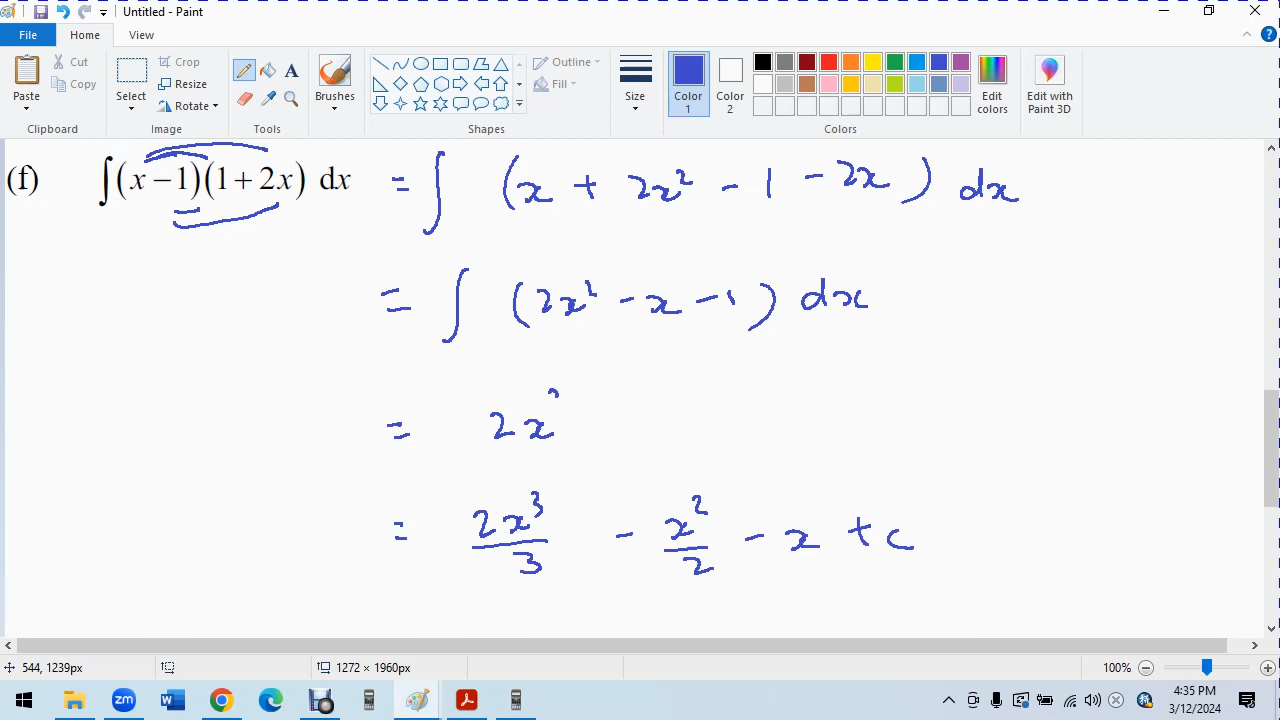 Untitled - Paint
File Home View
Paste Cut Copy Clipboard
Select Crop Resize Rotate Image
A Tools
Brushes
Outline Fill Shapes
Size
Color 1 Color 2 Edit colors Colors
Edit with Paint 3D
(f) ∫(x − 1)(1 + 2x) dx = ∫ (x + 2x² - 1 - 2x) dx
= ∫ (2x² - x - 1) dx
= 2x
= 2x³/3 - x²/2 - x + c
544, 1239px 1272 × 1960px 100%
zm W 4:35 PM
3/12/2024